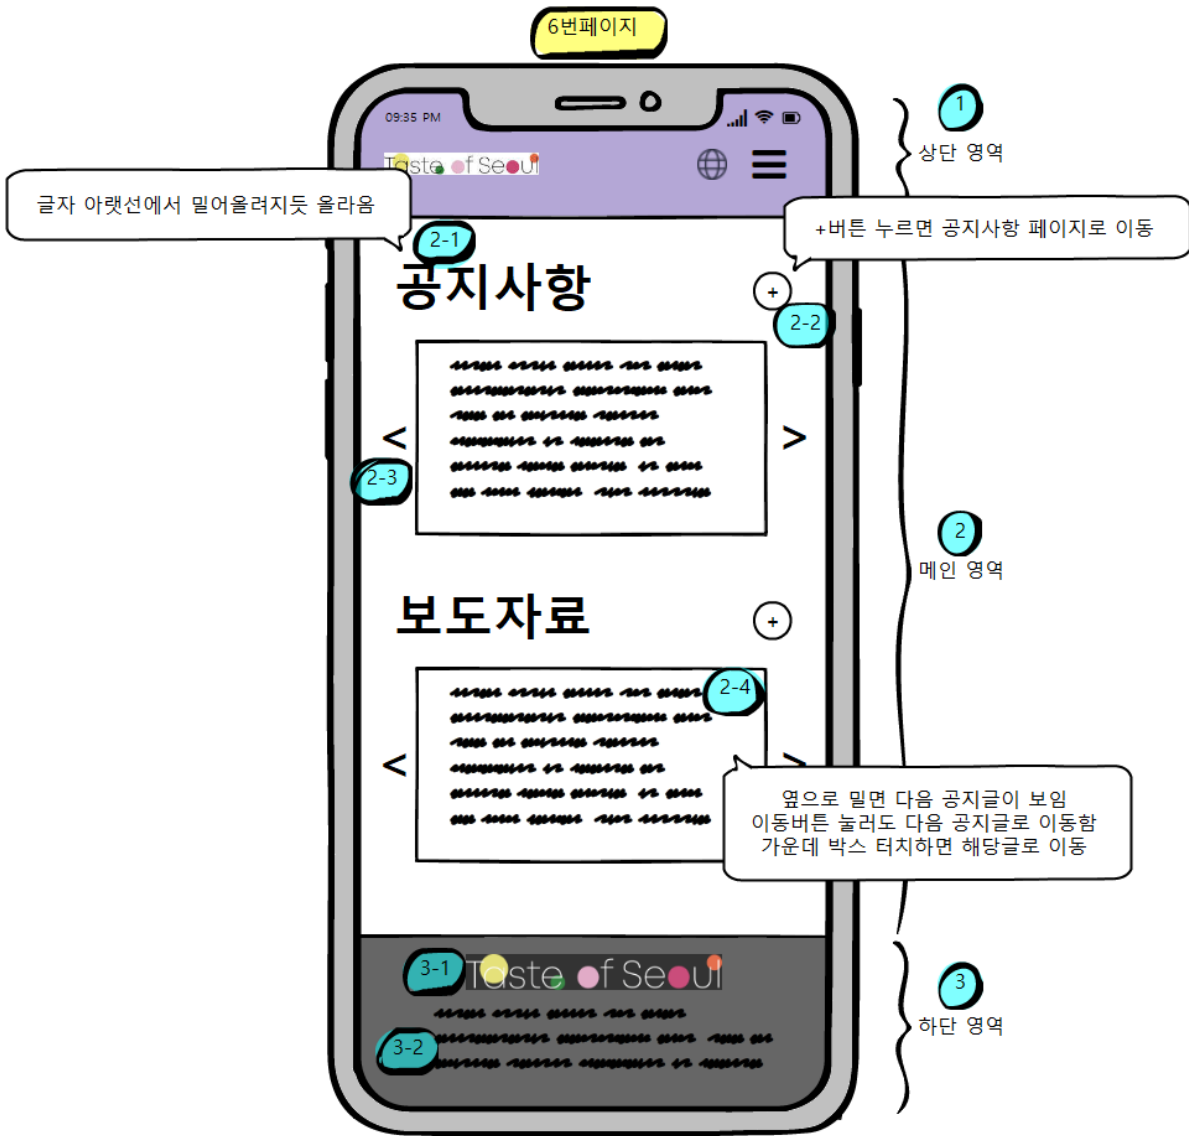 6번페이지
09:35 PM
Taste of Seoul
1
상단 영역
글자 아랫선에서 밀어올려지듯 올라옴
+버튼 누르면 공지사항 페이지로 이동
2-1
공지사항
+
2-2
<
>
2-3
2
메인 영역
보도자료
+
2-4
<
>
옆으로 밀면 다음 공지글이 보임
이동버튼 눌러도 다음 공지글로 이동함
가운데 박스 터치하면 해당글로 이동
3-1
Taste of Seoul
3
하단 영역
3-2